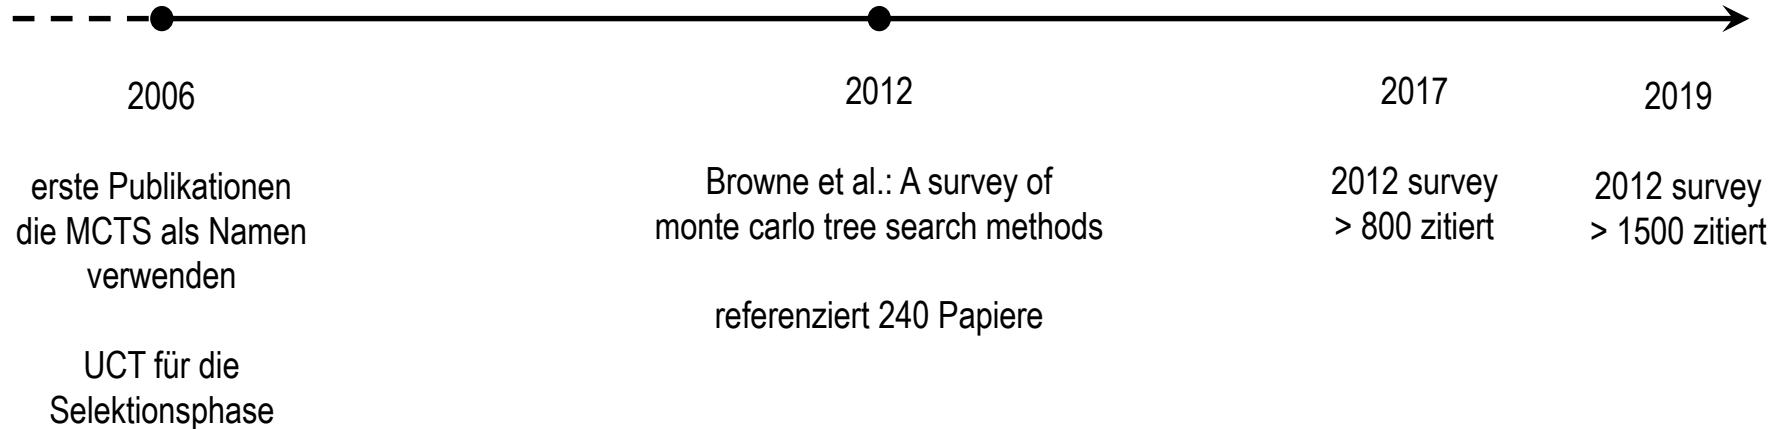 2006
erste Publikationen
die MCTS als Namen
verwenden
UCT für die
Selektionsphase
2012
Browne et al.: A survey of
monte carlo tree search methods
referenziert 240 Papiere
2017
2012 survey
> 800 zitiert
2019
2012 survey
> 1500 zitiert